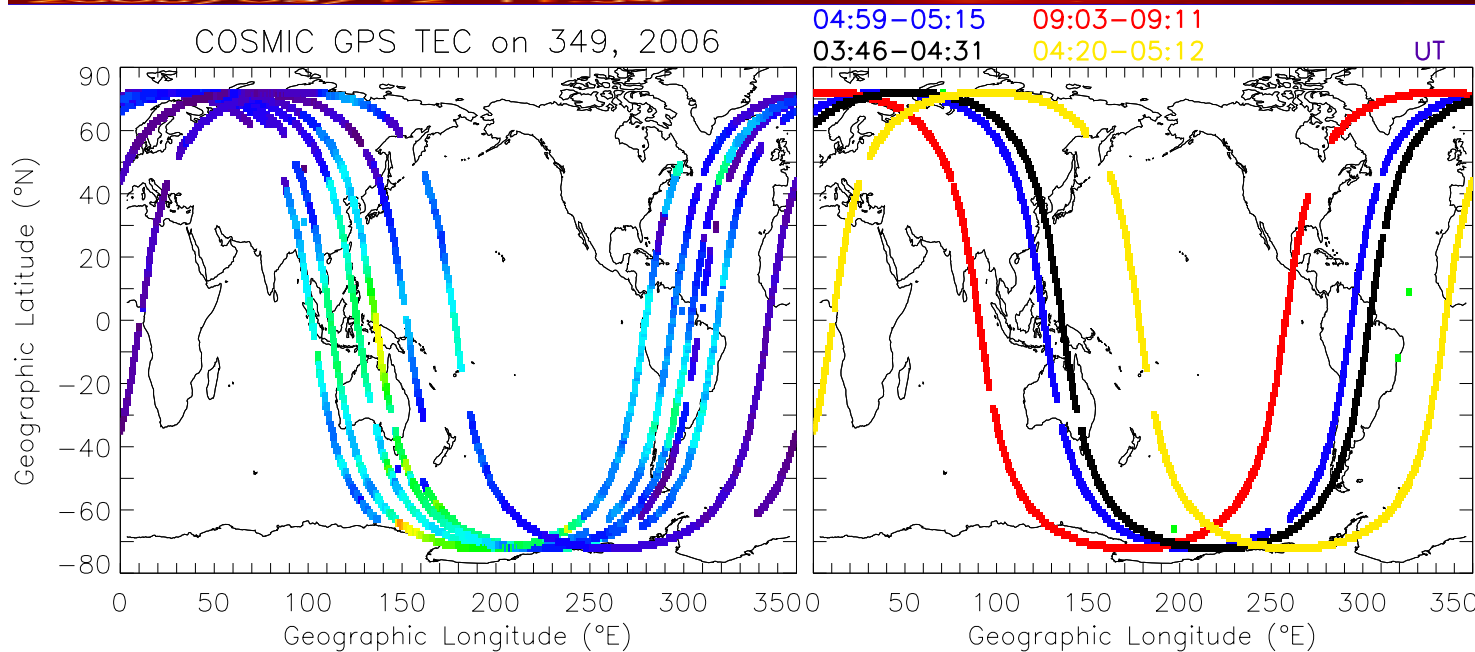 04:59-05:15 09:03-09:11
COSMIC GPS TEC on 349, 2006
03:46-04:31 04:20-05:12 UT
90
60
40
20
0
-20
-40
-60
-80
Geographic Latitude (°N)
0 50 100 150 200 250 300 350
0 50 100 150 200 250 300 350
Geographic Longitude (°E)
Geographic Longitude (°E)